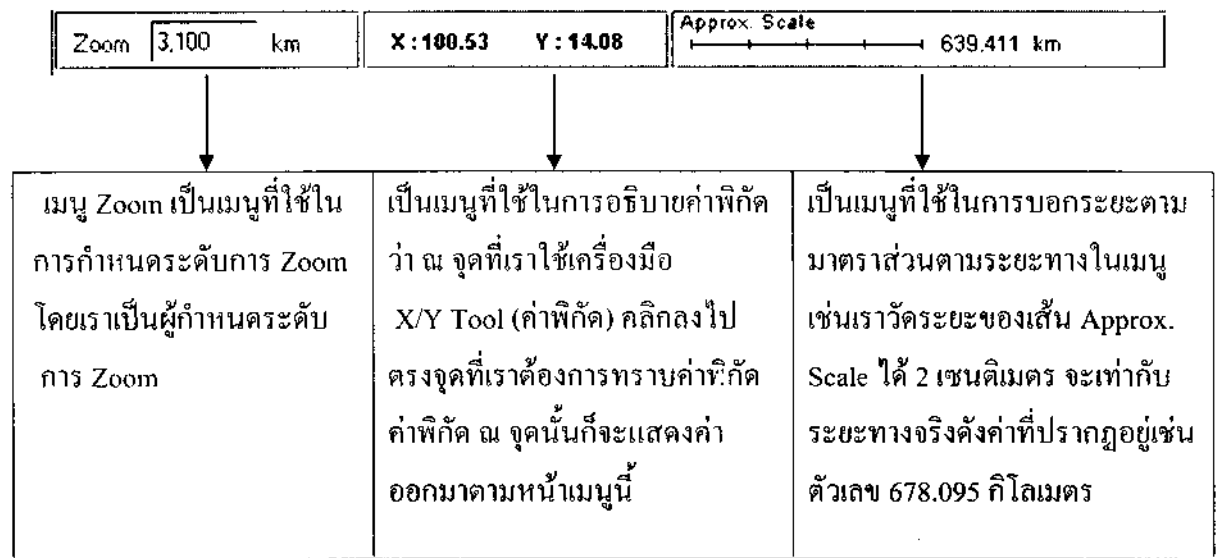 Zoom 3,100 km
X : 100.53 Y : 14.08
Approx. Scale
639.411 km
เมนู Zoom เป็นเมนูที่ใช้ใน
การกำหนดระดับการ Zoom
โดยเราเป็นผู้กำหนดระดับ
การ Zoom
เป็นเมนูที่ใช้ในการอธิบายค่าพิกัด
ว่า ณ จุดที่เราใช้เครื่องมือ
X/Y Tool (ค่าพิกัด) คลิกลงไป
ตรงจุดที่เราต้องการทราบค่าพิกัด
ค่าพิกัด ณ จุดนั้นก็จะแสดงค่า
ออกมาตามหน้าเมนูนี้
เป็นเมนูที่ใช้ในการบอกระยะตาม
มาตราส่วนตามระยะทางในเมนู
เช่นเราวัดระยะของเส้น Approx.
Scale ได้ 2 เซนติเมตร จะเท่ากับ
ระยะทางจริงดังค่าที่ปรากฏอยู่เช่น
ตัวเลข 678.095 กิโลเมตร